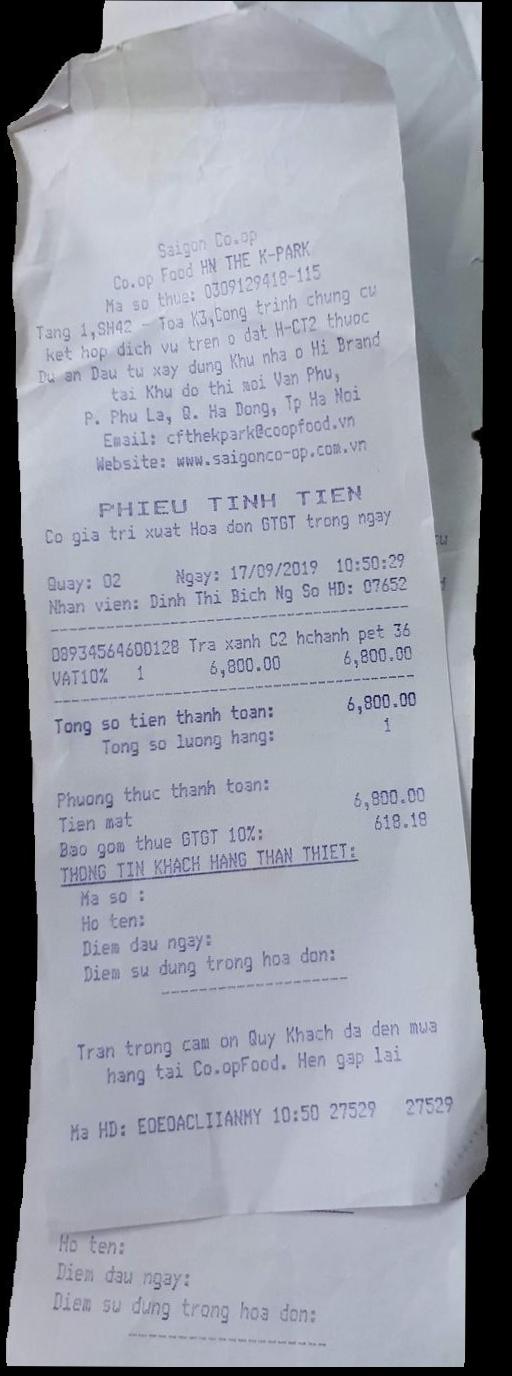 Saigon Co.op
Co.op Food HN THE K-PARK
Ma so thue: 0309129418-115
Tang 1,SH42 - Toa K3,Cong trinh chung cu
ket hop dich vu tren o dat H-CT2 thuoc
Du an Dau tu xay dung Khu nha o Hi Brand
tai Khu do thi moi Van Phu,
P. Phu La, Q. Ha Dong, Tp Ha Noi
Email: cfthekpark@coopfood.vn
Website: www.saigonco-op.com.vn
PHIEU TINH TIEN
Co gia tri xuat Hoa don GTGT trong ngay
Quay: 02 Ngay: 17/09/2019 10:50:29
Nhan vien: Dinh Thi Bich Ng So HD: 07652
08934564600128 Tra xanh C2 hchanh pet 36
VAT10% 1 6,800.00 6,800.00
Tong so tien thanh toan: 6,800.00
Tong so luong hang: 1
Phuong thuc thanh toan:
Tien mat 6,800.00
Bao gom thue GTGT 10%: 618.18
THONG TIN KHACH HANG THAN THIET:
Ma so :
Ho ten:
Diem dau ngay:
Diem su dung trong hoa don:
Tran trong cam on Quy Khach da den mua
hang tai Co.opFood. Hen gap lai
Ma HD: EOEOACLIIANMY 10:50 27529 27529
Ho ten:
Diem dau ngay:
Diem su dung trong hoa don: